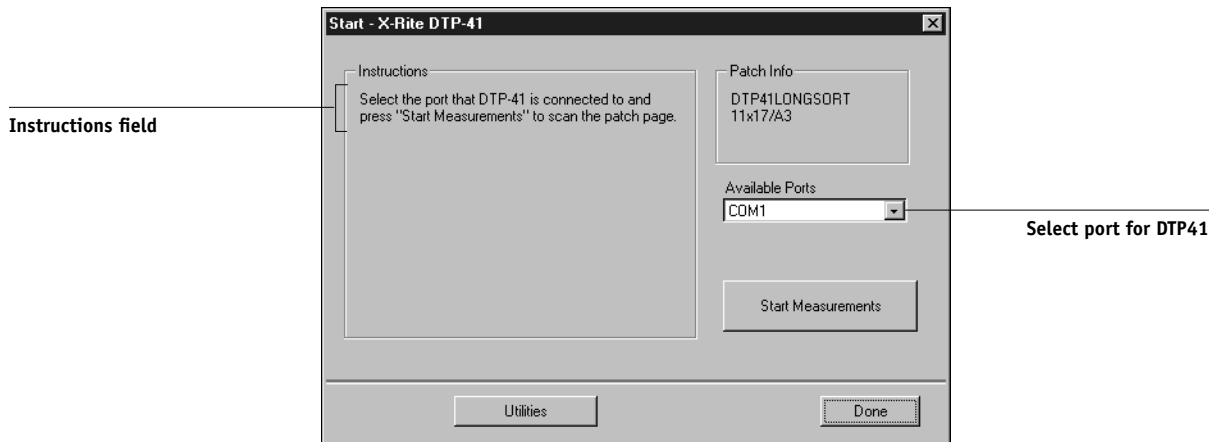 Start - X-Rite DTP-41
Instructions
Select the port that DTP-41 is connected to and
press "Start Measurements" to scan the patch page.
Patch Info
DTP41LONGSORT
11x17/A3
Instructions field
Available Ports
COM1
Select port for DTP41
Start Measurements
Utilities
Done